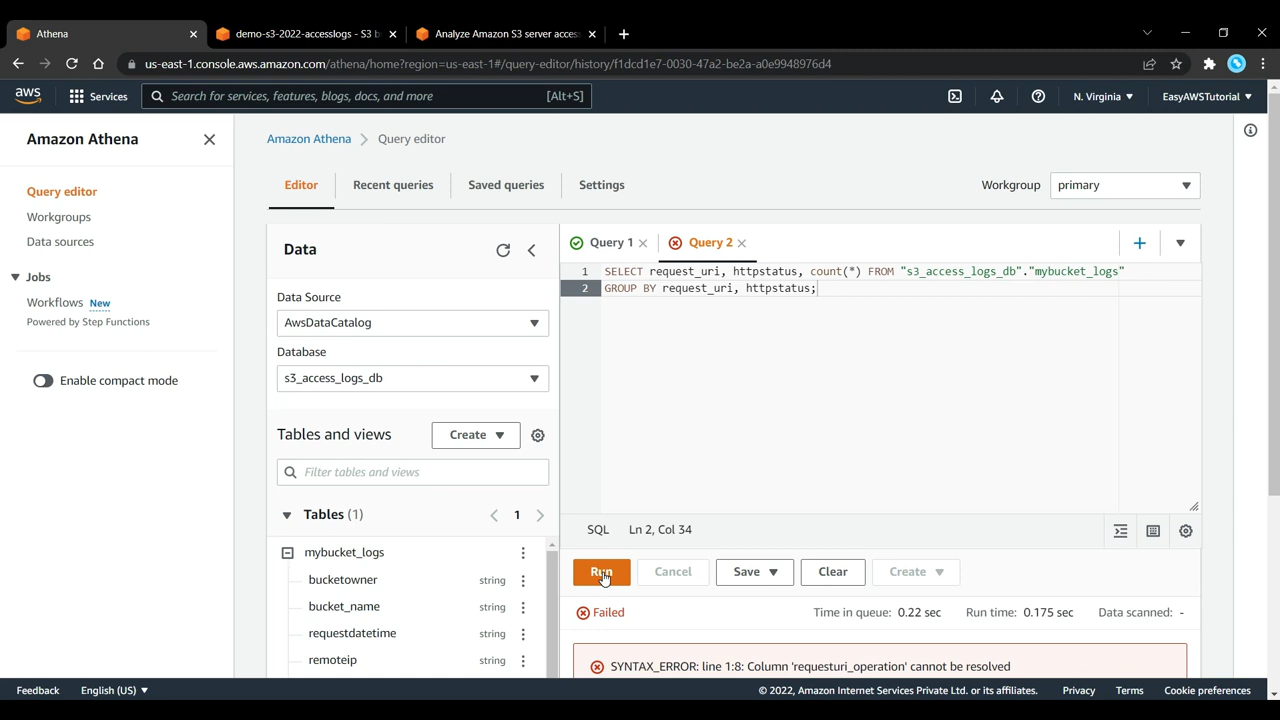 Athena
demo-s3-2022-accesslogs - S3 b
Analyze Amazon S3 server acces
us-east-1.console.aws.amazon.com/athena/home?region=us-east-1#/query-editor/history/f1dcd1e7-0030-47a2-be2a-a0e9948976d4
aws
Services
Search for services, features, blogs, docs, and more
[Alt+S]
N. Virginia
EasyAWSTutorial
Amazon Athena
Query editor
Workgroups
Data sources
Jobs
Workflows New
Powered by Step Functions
Enable compact mode
Amazon Athena
Query editor
Editor
Recent queries
Saved queries
Settings
Workgroup
primary
Data
Data Source
AwsDataCatalog
Database
s3_access_logs_db
Tables and views
Create
Filter tables and views
Tables (1)
1
mybucket_logs
bucketowner string
bucket_name string
requestdatetime string
remoteip string
Query 1
Query 2
1 SELECT request_uri, httpstatus, count(*) FROM "s3_access_logs_db"."mybucket_logs"
2 GROUP BY request_uri, httpstatus;
SQL Ln 2, Col 34
Run
Cancel
Save
Clear
Create
Failed
Time in queue: 0.22 sec
Run time: 0.175 sec
Data scanned: -
SYNTAX_ERROR: line 1:8: Column 'requesturi_operation' cannot be resolved
Feedback
English (US)
© 2022, Amazon Internet Services Private Ltd. or its affiliates.
Privacy
Terms
Cookie preferences